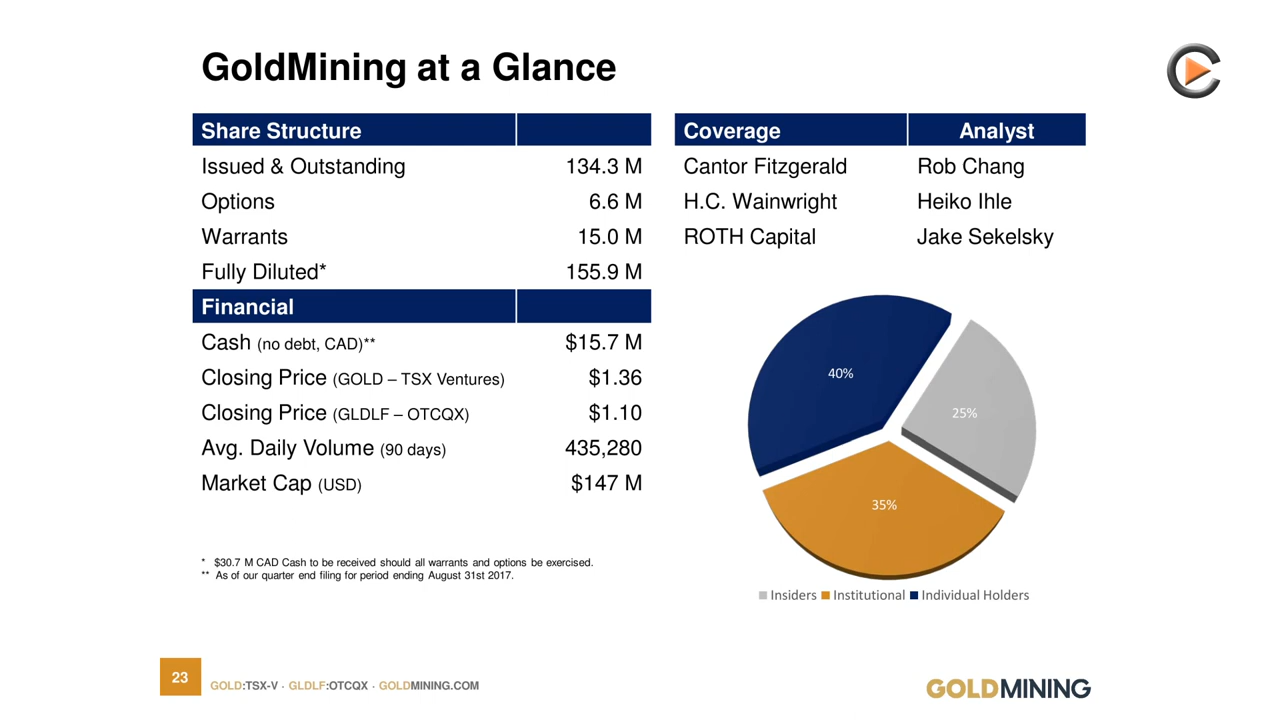 GoldMining at a Glance
Share Structure
Issued & Outstanding 134.3 M
Options 6.6 M
Warrants 15.0 M
Fully Diluted* 155.9 M
Financial
Cash (no debt, CAD)** $15.7 M
Closing Price (GOLD – TSX Ventures) $1.36
Closing Price (GLDLF – OTCQX) $1.10
Avg. Daily Volume (90 days) 435,280
Market Cap (USD) $147 M
* $30.7 M CAD Cash to be received should all warrants and options be exercised.
** As of our quarter end filing for period ending August 31st 2017.
Coverage Analyst
Cantor Fitzgerald Rob Chang
H.C. Wainwright Heiko Ihle
ROTH Capital Jake Sekelsky
40%
25%
35%
Insiders Institutional Individual Holders
23
GOLD:TSX-V · GLDLF:OTCQX · GOLDMINING.COM
GOLDMINING